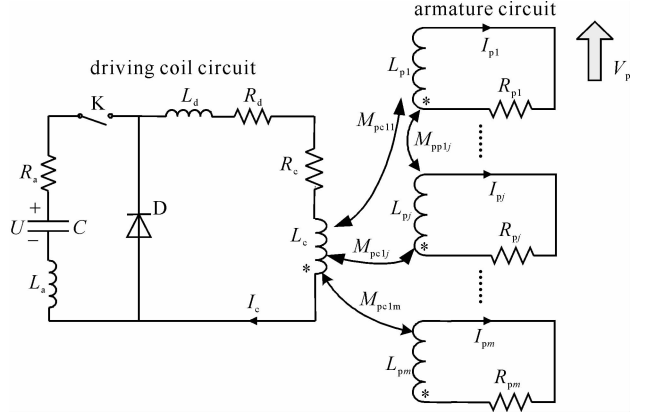 armature circuit
driving coil circuit
K
L_d
R_d
R_a
+
U
C
−
L_a
D
R_c
L_c
*
I_c
M_pc11
M_pp1j
M_pc1j
M_pc1m
I_p1
L_p1
R_p1
*
V_p
I_pj
L_pj
R_pj
*
I_pm
L_pm
R_pm
*